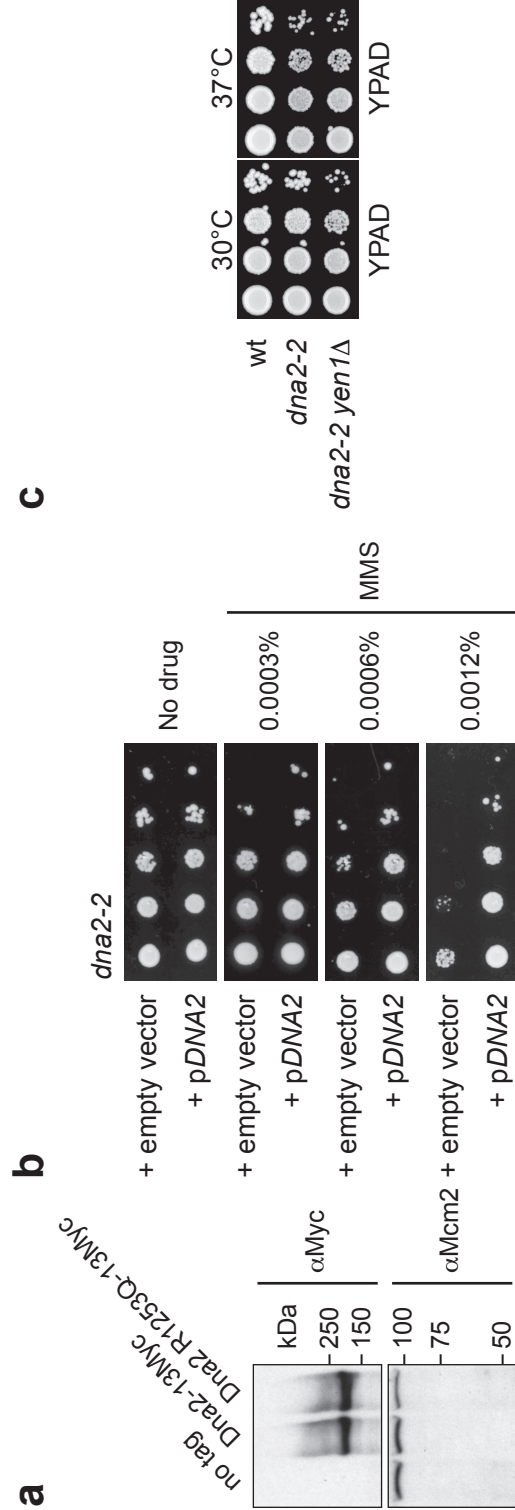 a
no tag
Dna2-13Myc
Dna2 R1253Q-13Myc
kDa
250
150
αMyc
100
75
50
αMcm2
b
dna2-2
+ empty vector
+ pDNA2
No drug
+ empty vector
+ pDNA2
0.0003%
+ empty vector
+ pDNA2
0.0006%
+ empty vector
+ pDNA2
0.0012%
MMS
c
30°C
37°C
wt
dna2-2
dna2-2 yen1Δ
YPAD
YPAD